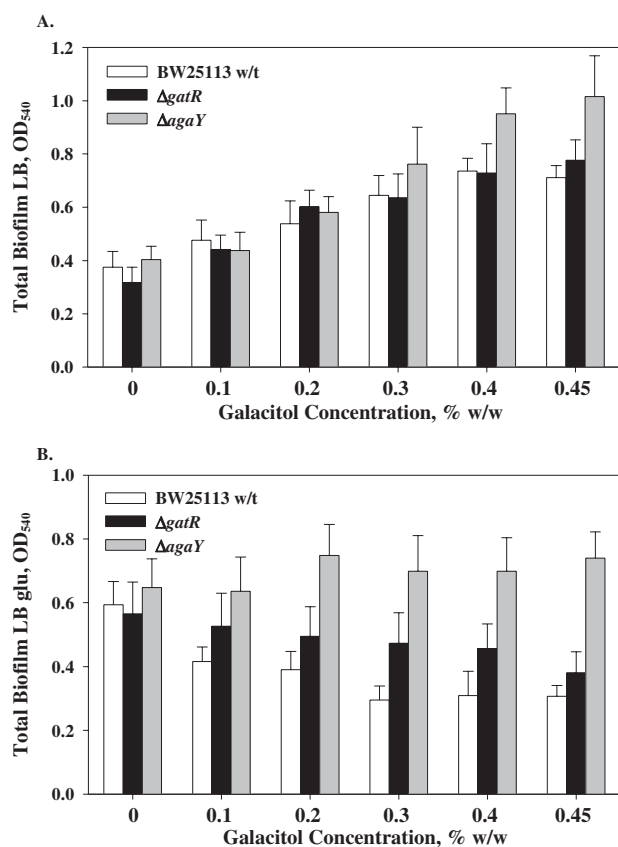 A.
1.2
1.0
0.8
0.6
0.4
0.2
0.0
Total Biofilm LB, OD₅₄₀
BW25113 w/t
ΔgatR
ΔagaY
0 0.1 0.2 0.3 0.4 0.45
Galacitol Concentration, % w/w
B.
1.0
0.8
0.6
0.4
0.2
0.0
Total Biofilm LB glu, OD₅₄₀
BW25113 w/t
ΔgatR
ΔagaY
0 0.1 0.2 0.3 0.4 0.45
Galacitol Concentration, % w/w